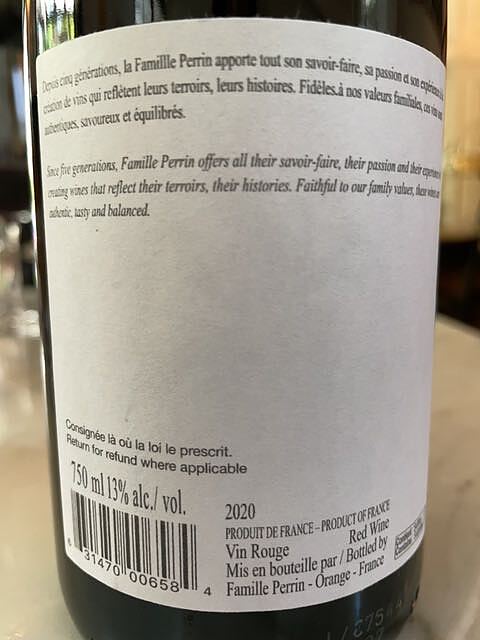 Depuis cinq générations, la Famillle Perrin apporte tout son savoir-faire, sa passion et son expérience à la
création de vins qui reflètent leurs terroirs, leurs histoires. Fidèles à nos valeurs familiales, ces vins sont
authentiques, savoureux et équilibrés.
Since five generations, Famille Perrin offers all their savoir-faire, their passion and their experience
creating wines that reflect their terroirs, their histories. Faithful to our family values, these wines
authentic, tasty and balanced.
Consignée là où la loi le prescrit.
Return for refund where applicable
750 ml 13% alc./ vol.
6 31470 00658 4
2020
PRODUIT DE FRANCE – PRODUCT OF FRANCE
Vin Rouge Red Wine
Mis en bouteille par / Bottled by
Famille Perrin - Orange - France